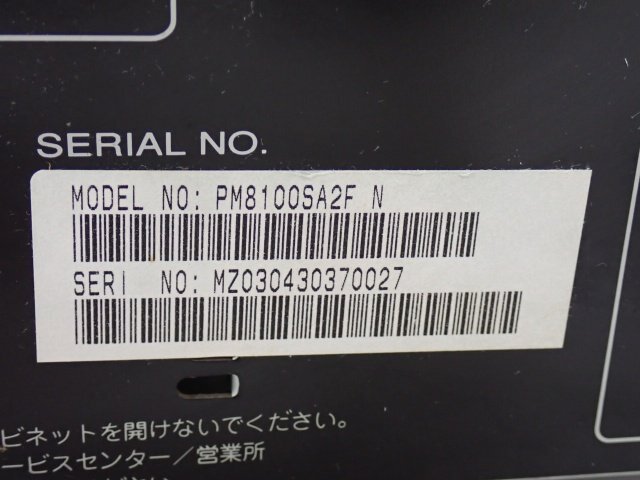 SERIAL NO.
MODEL NO: PM8100SA2F N
SERI NO: MZ030430370027
ビネットを開けないでください。
ービスセンター／営業所